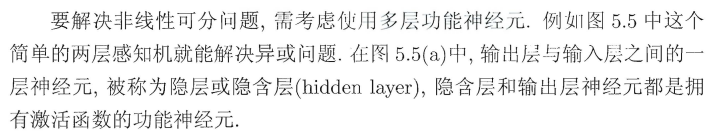 要解决非线性可分问题, 需考虑使用多层功能神经元. 例如图 5.5 中这个
简单的两层感知机就能解决异或问题. 在图 5.5(a)中, 输出层与输入层之间的一
层神经元, 被称为隐层或隐含层(hidden layer), 隐含层和输出层神经元都是拥
有激活函数的功能神经元.